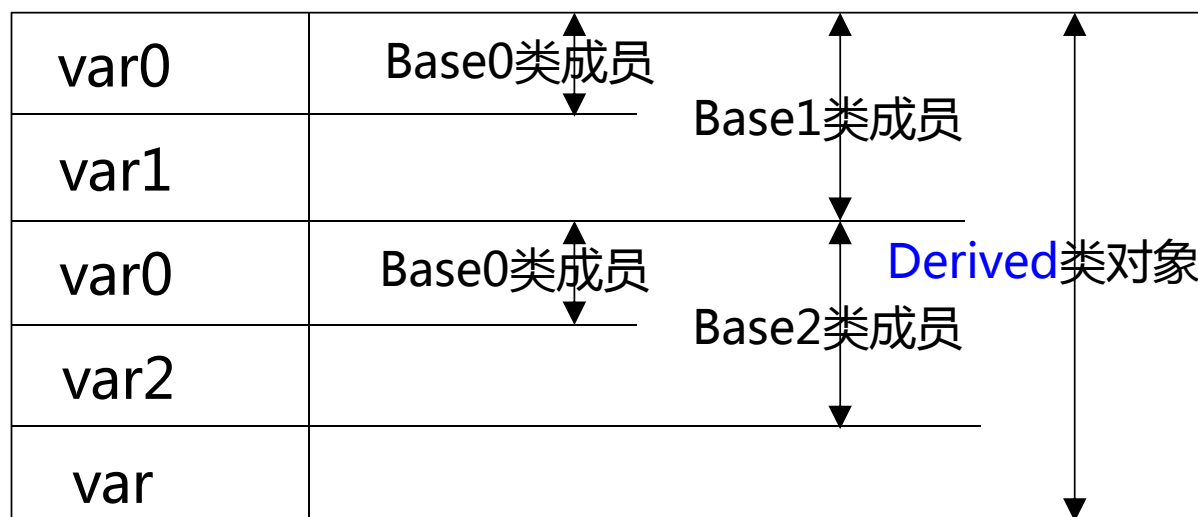 var0
Base0类成员
Base1类成员
var1
var0
Base0类成员
Derived类对象
Base2类成员
var2
var